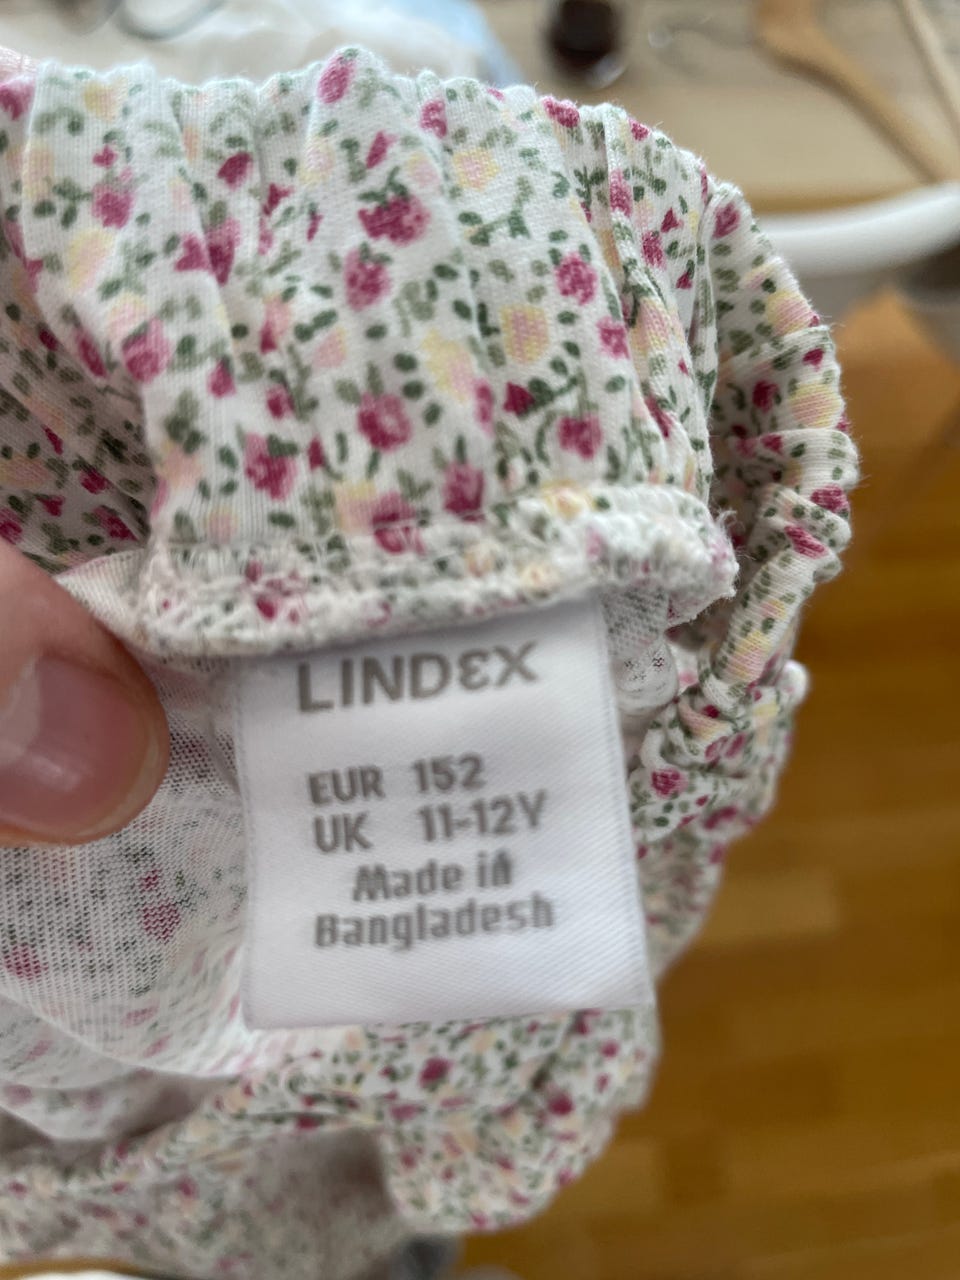 LINDEX
EUR 152
UK 11-12Y
Made in
Bangladesh